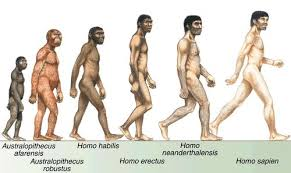 Australopithecus
afarensis
Australopithecus
robustus
Homo habilis
Homo erectus
Homo
neanderthalensis
Homo sapien